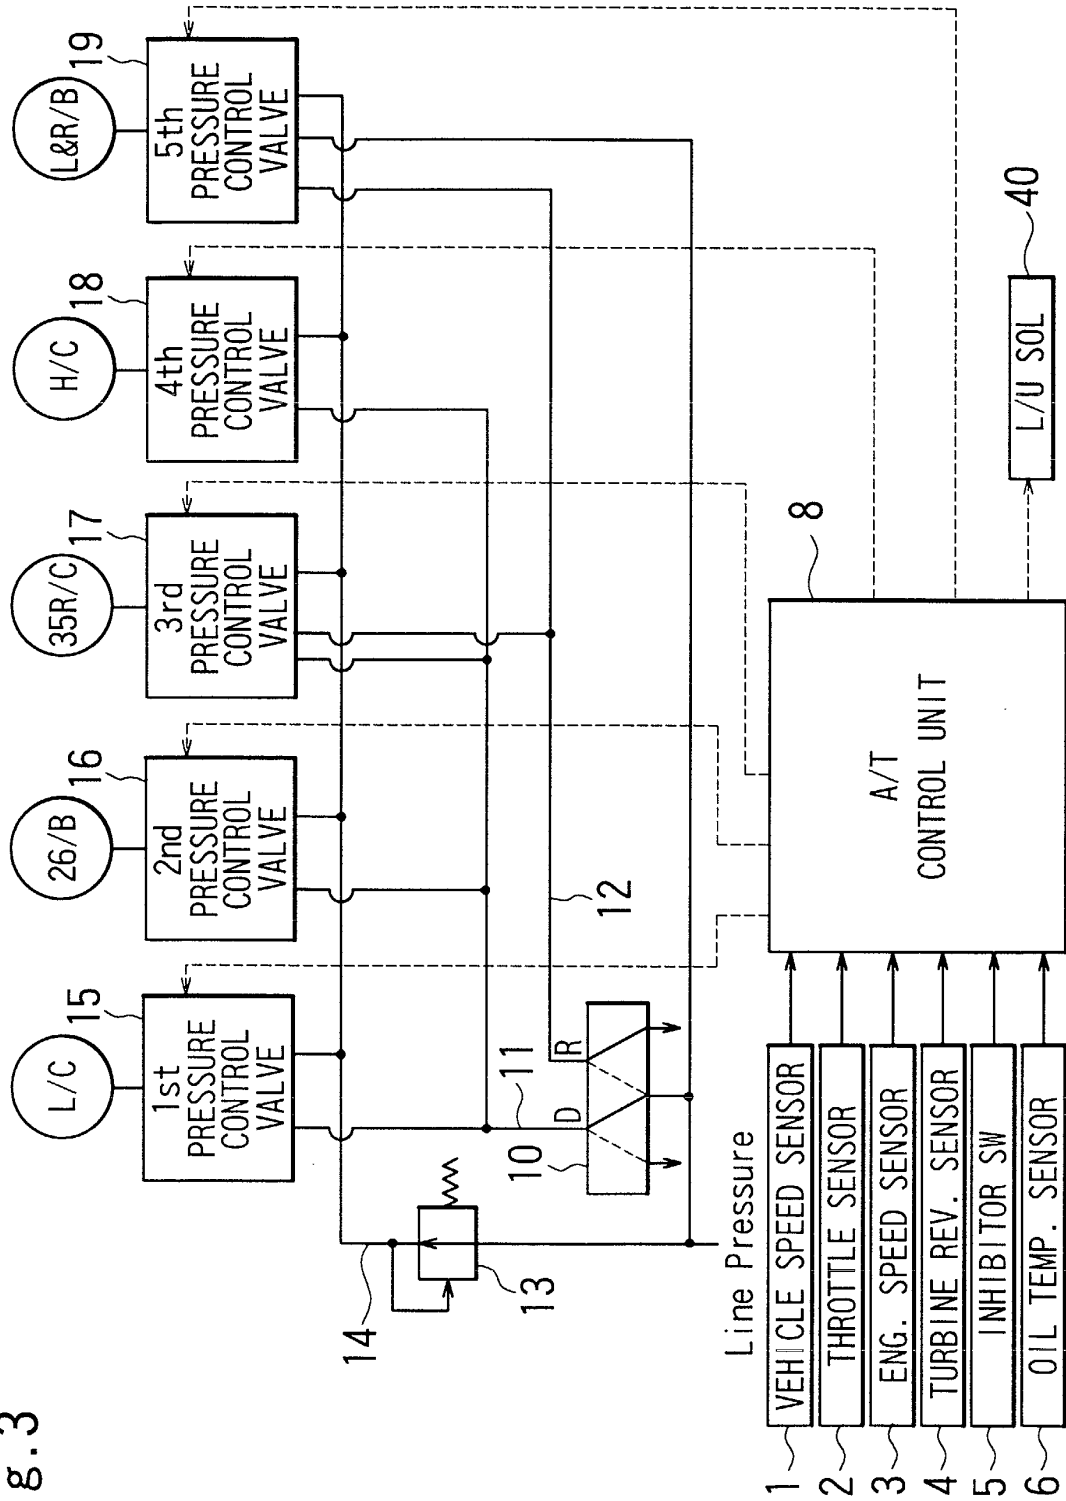 g.3
L/C
26/B
35R/C
H/C
L&R/B
15
16
17
18
19
1st
PRESSURE
CONTROL
VALVE
2nd
PRESSURE
CONTROL
VALVE
3rd
PRESSURE
CONTROL
VALVE
4th
PRESSURE
CONTROL
VALVE
5th
PRESSURE
CONTROL
VALVE
14
13
10
11
D
R
12
Line Pressure
8
40
L/U SOL
A/T
CONTROL UNIT
1
VEHICLE SPEED SENSOR
2
THROTTLE SENSOR
3
ENG. SPEED SENSOR
4
TURBINE REV. SENSOR
5
INHIBITOR SW
6
OIL TEMP. SENSOR